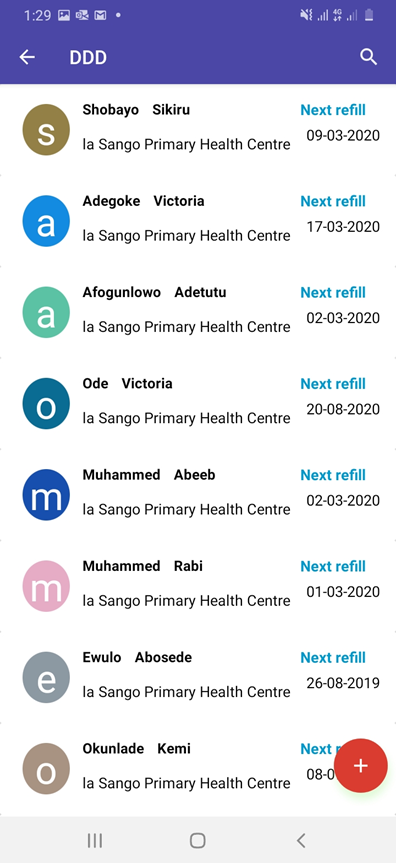 1:29
4G
DDD
Shobayo Sikiru Next refill
la Sango Primary Health Centre 09-03-2020
s
Adegoke Victoria Next refill
la Sango Primary Health Centre 17-03-2020
a
Afogunlowo Adetutu Next refill
la Sango Primary Health Centre 02-03-2020
a
Ode Victoria Next refill
la Sango Primary Health Centre 20-08-2020
o
Muhammed Abeeb Next refill
la Sango Primary Health Centre 02-03-2020
m
Muhammed Rabi Next refill
la Sango Primary Health Centre 01-03-2020
m
Ewulo Abosede Next refill
la Sango Primary Health Centre 26-08-2019
e
Okunlade Kemi Next
la Sango Primary Health Centre
o
+